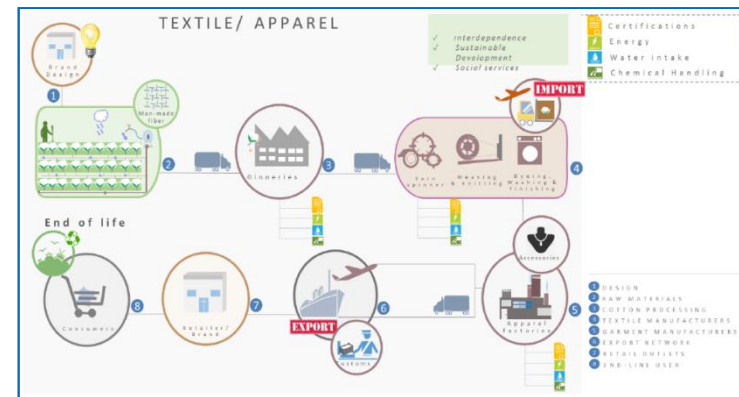 TEXTILE/ APPAREL
✓ Interdependence
✓ Sustainable
Development
✓ Social services
Certifications
Energy
Water intake
Chemical Handling
Brand
Design
1
Man-made
fiber
2
Ginneries
3
IMPORT
Yarn
spinner
Weaving
& knitting
Dyeing,
Washing &
finishing
4
End of life
Accessories
Consumers
8
Retailer/
Brand
7
EXPORT
6
Customs
Apparel
factories
5
1 DESIGN
2 RAW MATERIALS
3 COTTON PROCESSING
4 TEXTILE MANUFACTURERS
5 GARMENT MANUFACTURERS
6 EXPORT NETWORK
7 RETAIL OUTLETS
8 END-LINE USER